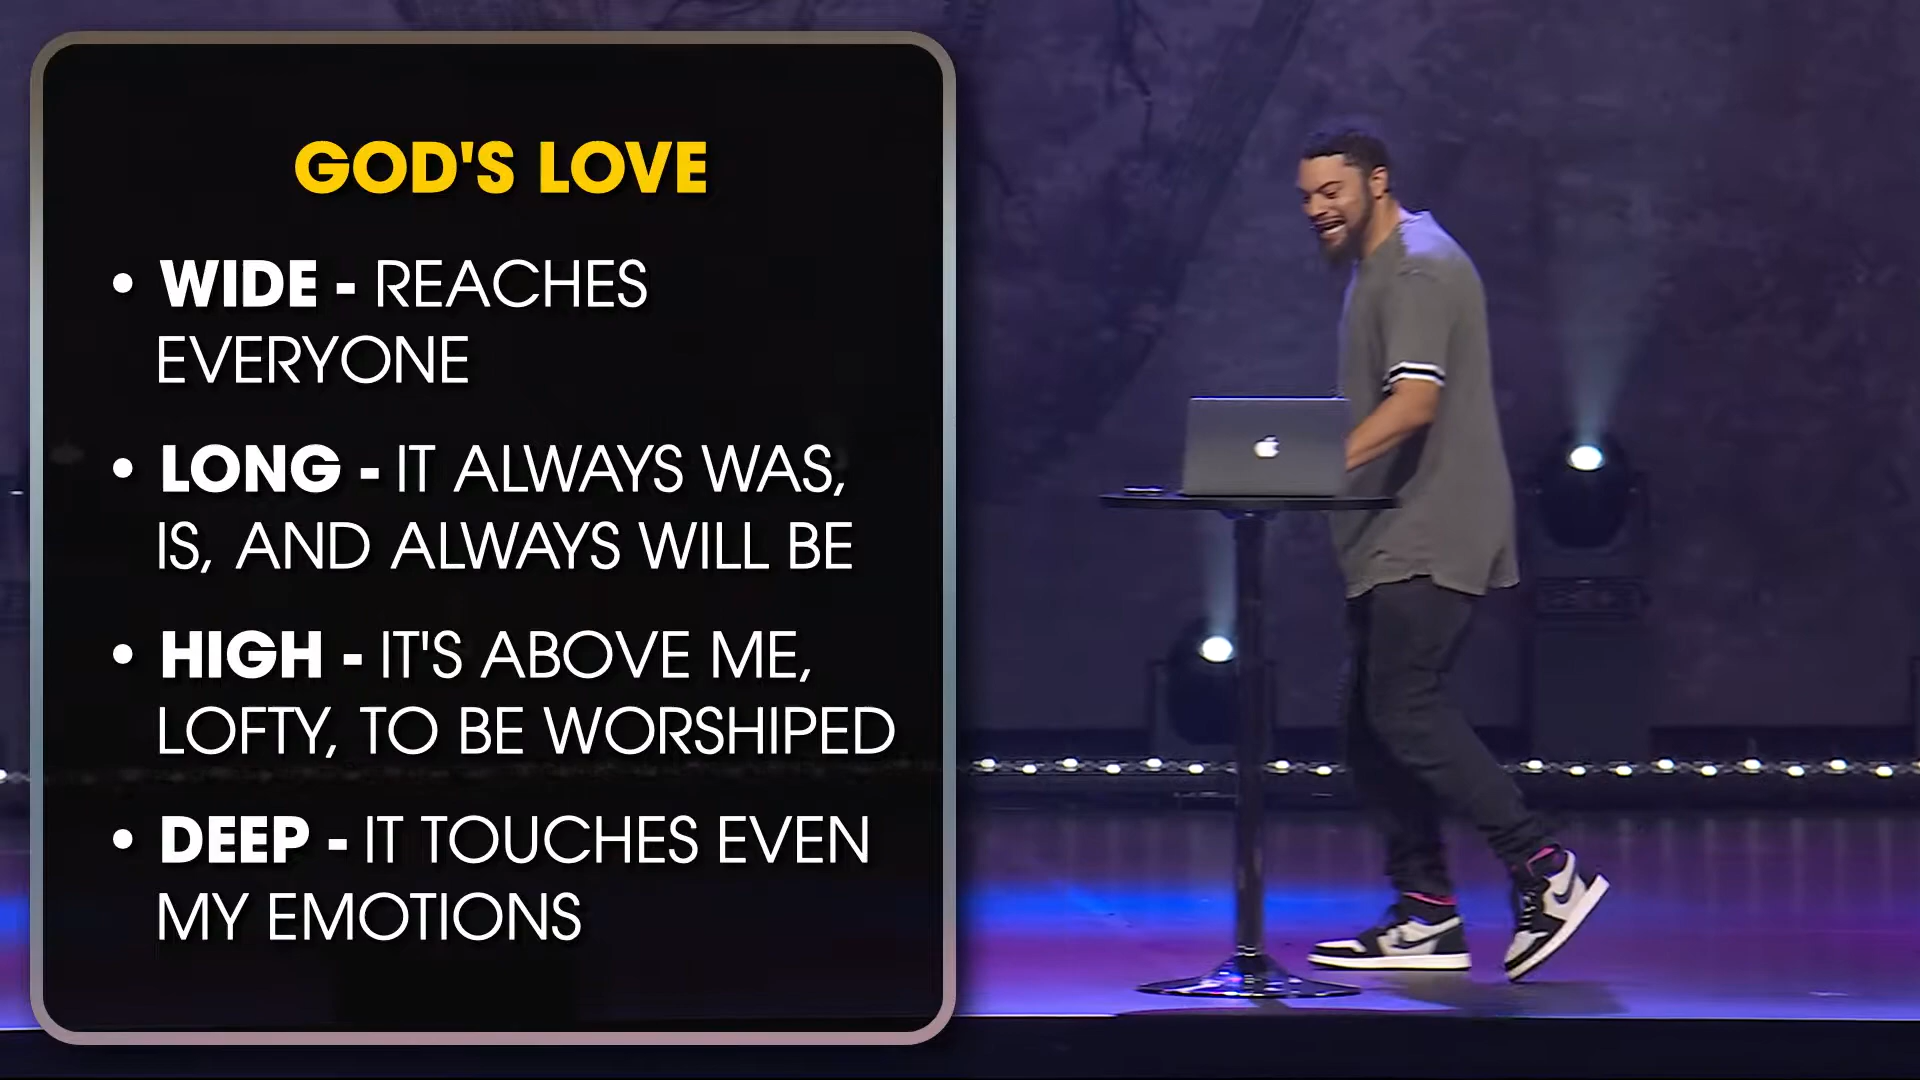 GOD'S LOVE
• WIDE - REACHES
EVERYONE
• LONG - IT ALWAYS WAS,
IS, AND ALWAYS WILL BE
• HIGH - IT'S ABOVE ME,
LOFTY, TO BE WORSHIPED
• DEEP - IT TOUCHES EVEN
MY EMOTIONS